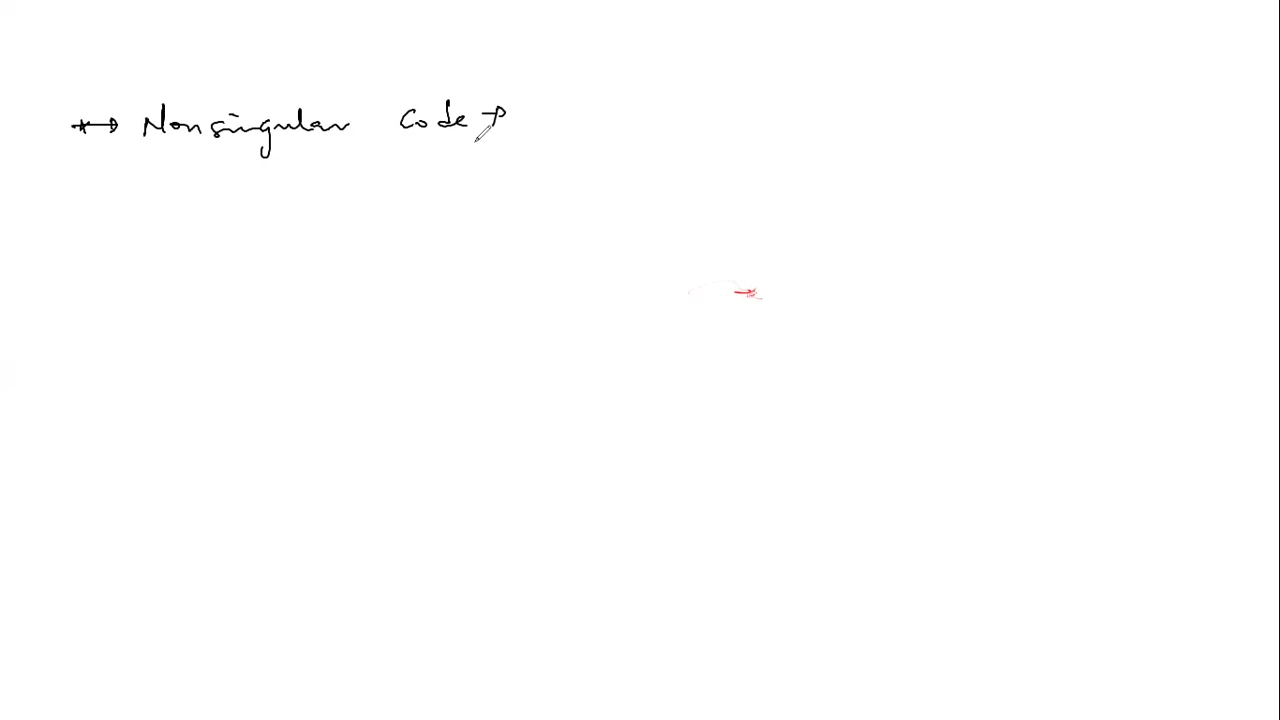 *→ Nonsingular Code →